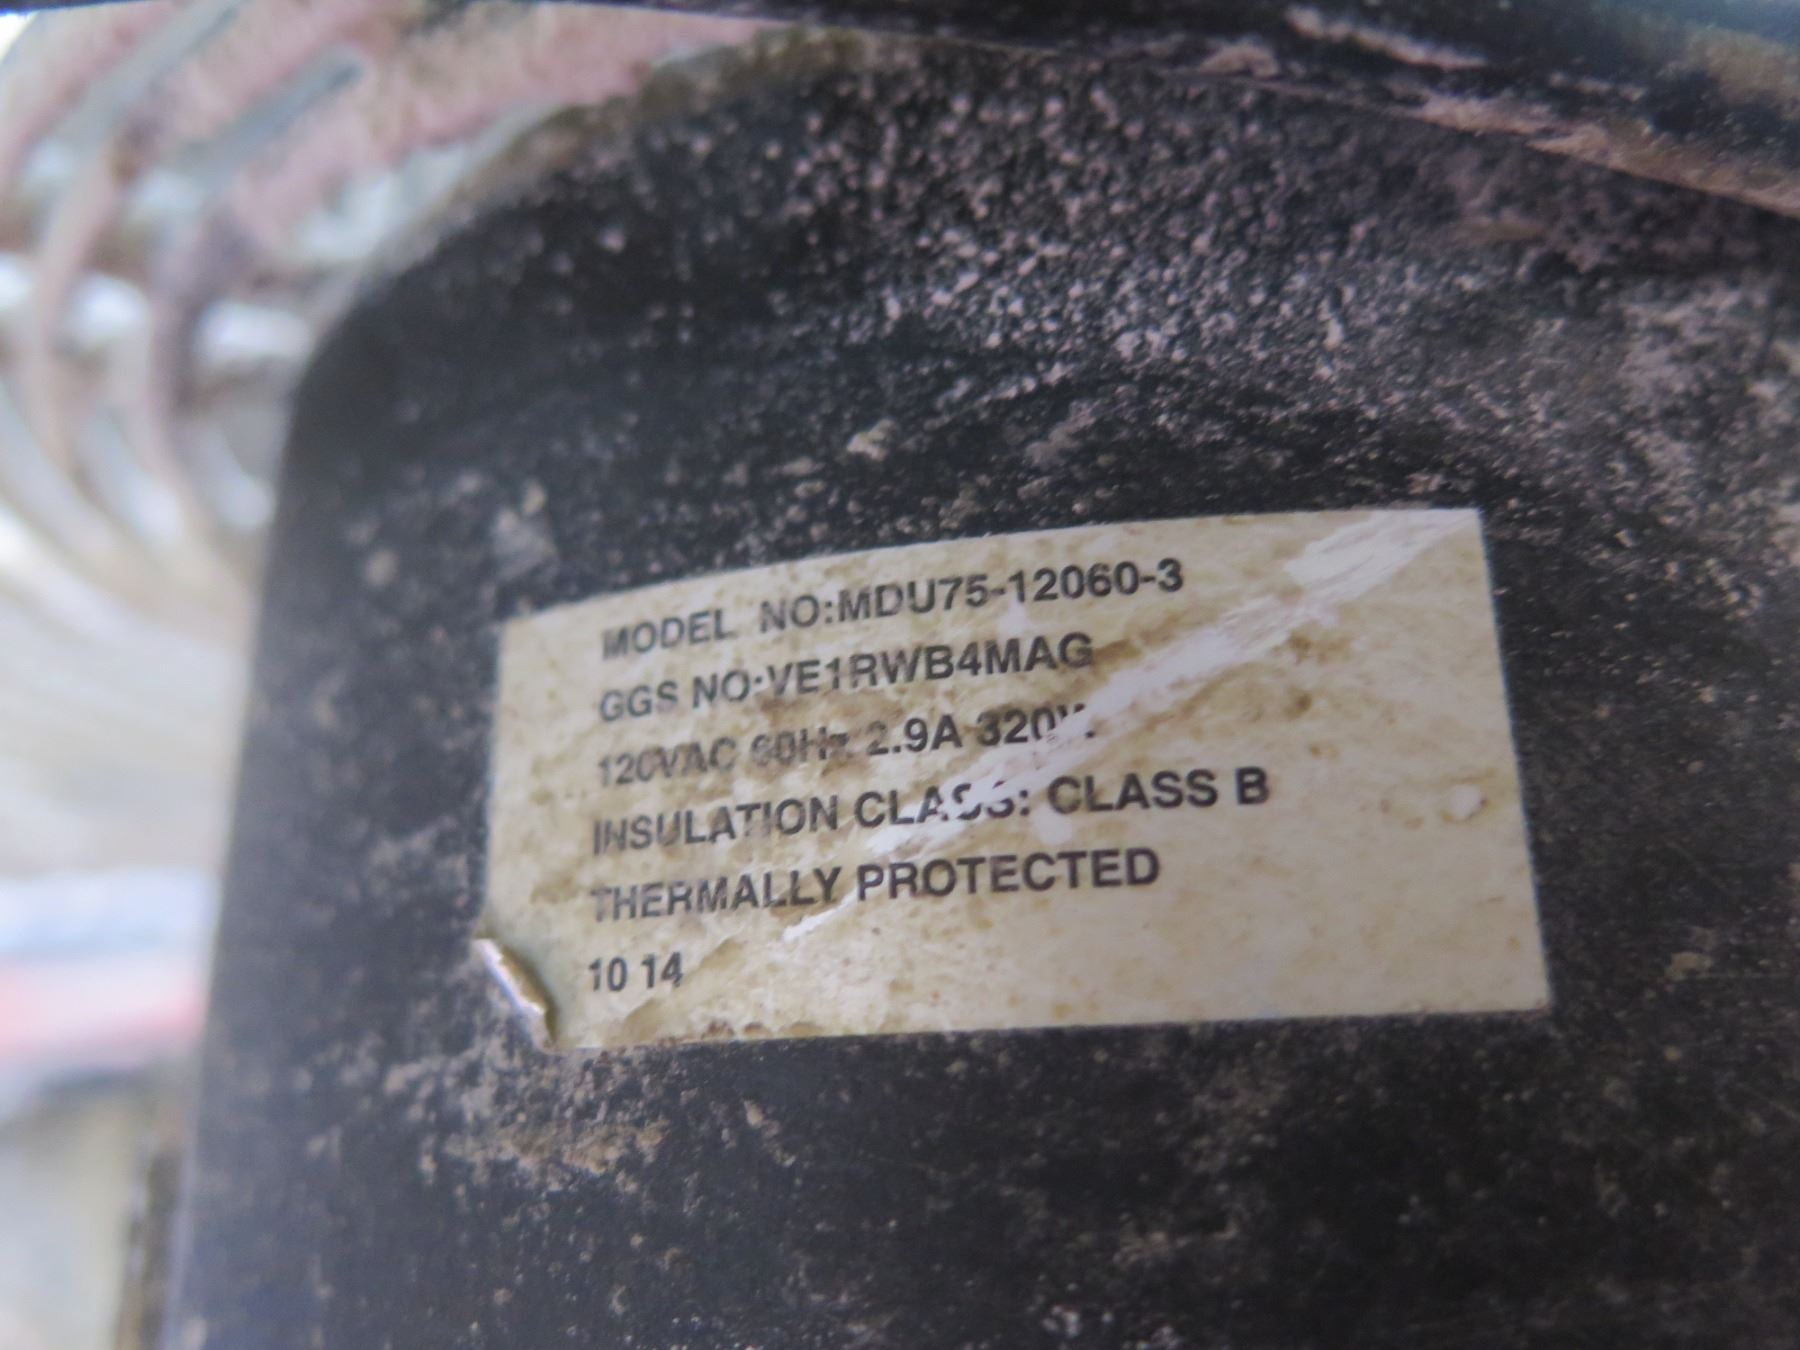 MODEL NO:MDU75-12060-3
GGS NO:VE1RWB4MAG
120VAC 60Hz 2.9A 320W
INSULATION CLASS: CLASS B
THERMALLY PROTECTED
10 14